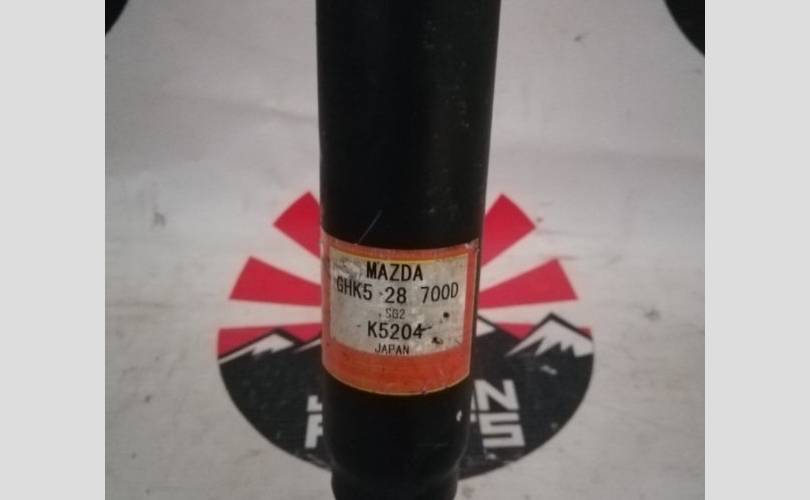 MAZDA
GHK5 28 700D
SG2
K5204
JAPAN